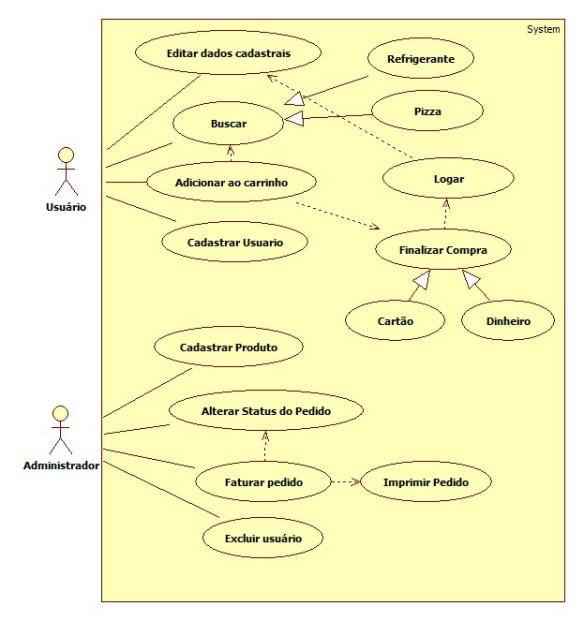 System
Editar dados cadastrais
Refrigerante
Pizza
Buscar
Logar
Adicionar ao carrinho
Usuário
Cadastrar Usuario
Finalizar Compra
Cartão
Dinheiro
Cadastrar Produto
Alterar Status do Pedido
Administrador
Faturar pedido
Imprimir Pedido
Excluir usuário